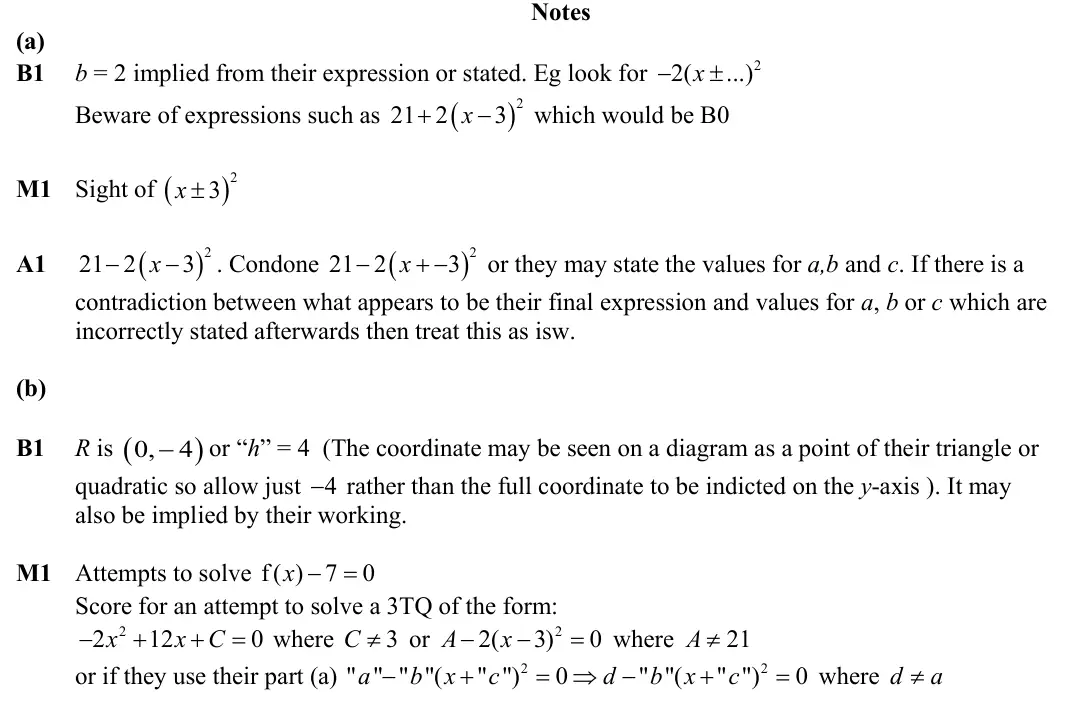 Notes
(a)
B1 b = 2 implied from their expression or stated. Eg look for −2(x ± ...)²
Beware of expressions such as 21 + 2(x − 3)² which would be B0
M1 Sight of (x ± 3)²
A1 21 − 2(x − 3)². Condone 21 − 2(x + −3)² or they may state the values for a,b and c. If there is a
contradiction between what appears to be their final expression and values for a, b or c which are
incorrectly stated afterwards then treat this as isw.
(b)
B1 R is (0, − 4) or “h” = 4 (The coordinate may be seen on a diagram as a point of their triangle or
quadratic so allow just −4 rather than the full coordinate to be indicted on the y-axis ). It may
also be implied by their working.
M1 Attempts to solve f(x) − 7 = 0
Score for an attempt to solve a 3TQ of the form:
−2x² + 12x + C = 0 where C ≠ 3 or A − 2(x − 3)² = 0 where A ≠ 21
or if they use their part (a) "a"−"b"(x + "c")² = 0 ⇒ d − "b"(x + "c")² = 0 where d ≠ a